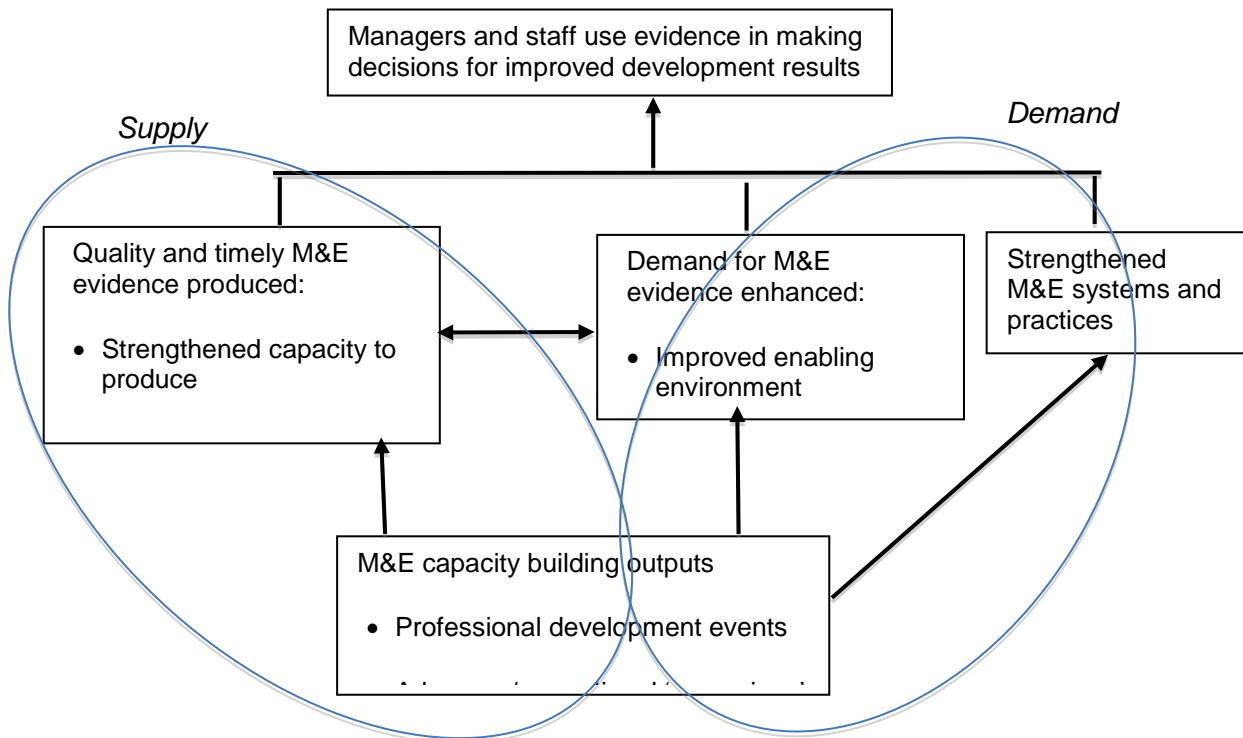 Managers and staff use evidence in making
decisions for improved development results
Supply
Demand
Quality and timely M&E
evidence produced:
• Strengthened capacity to
produce
Demand for M&E
evidence enhanced:
• Improved enabling
environment
Strengthened
M&E systems and
practices
M&E capacity building outputs
• Professional development events